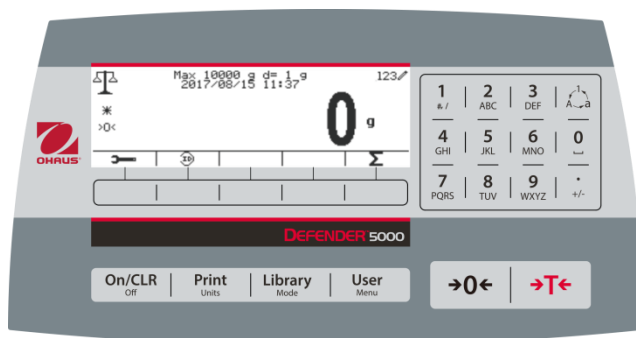 Max 10000 g d= 1 g
2017/08/15 11:37
123
>0<
0 g
ID
Σ
OHAUS
DEFENDER 5000
1 &, / 2 ABC 3 DEF A 1 a
4 GHI 5 JKL 6 MNO 0
7 PQRS 8 TUV 9 WXYZ . +/-
On/CLR Print Library User
Off Units Mode Menu
→0← →T←